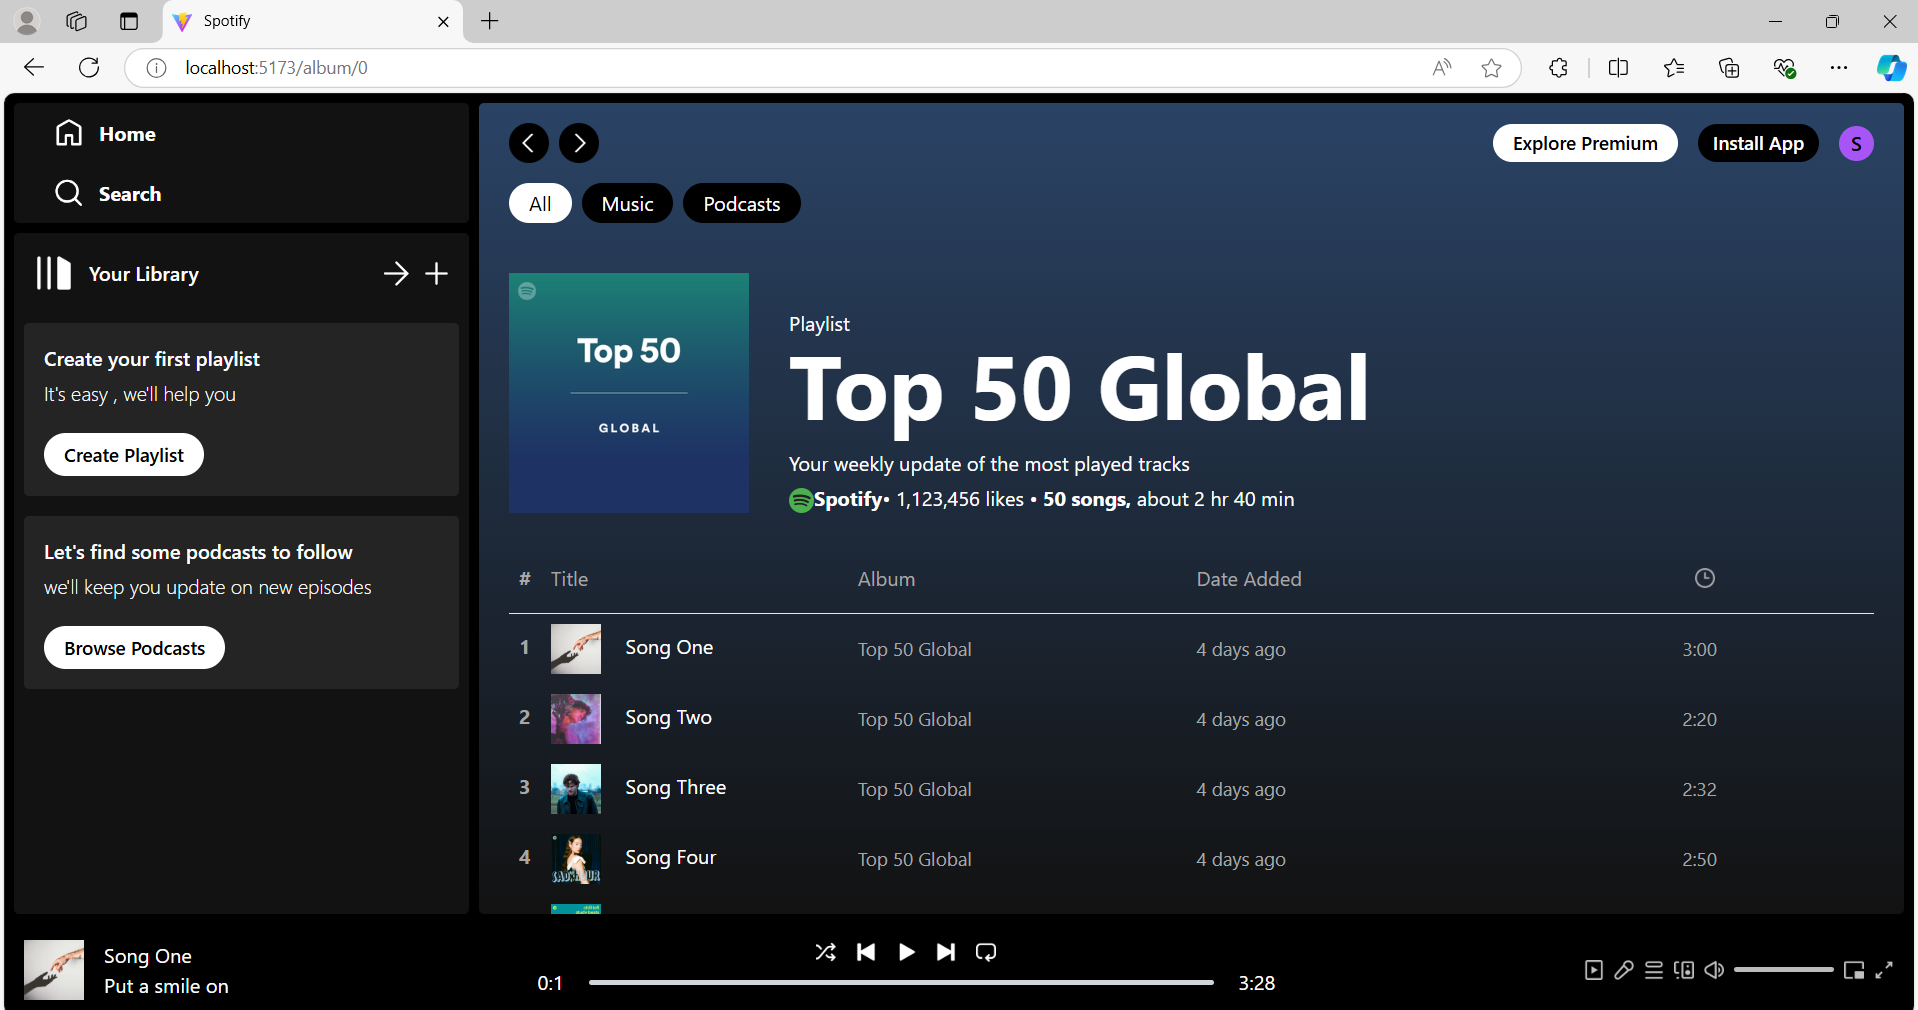 Spotify
localhost:5173/album/0
Home
Search
Your Library
Create your first playlist
It's easy , we'll help you
Create Playlist
Let's find some podcasts to follow
we'll keep you update on new episodes
Browse Podcasts
Explore Premium
Install App
S
All
Music
Podcasts
Top 50
GLOBAL
Playlist
Top 50 Global
Your weekly update of the most played tracks
Spotify• 1,123,456 likes • 50 songs, about 2 hr 40 min
# Title Album Date Added
1 Song One Top 50 Global 4 days ago 3:00
2 Song Two Top 50 Global 4 days ago 2:20
3 Song Three Top 50 Global 4 days ago 2:32
4 Song Four Top 50 Global 4 days ago 2:50
Song One
Put a smile on
0:1
3:28